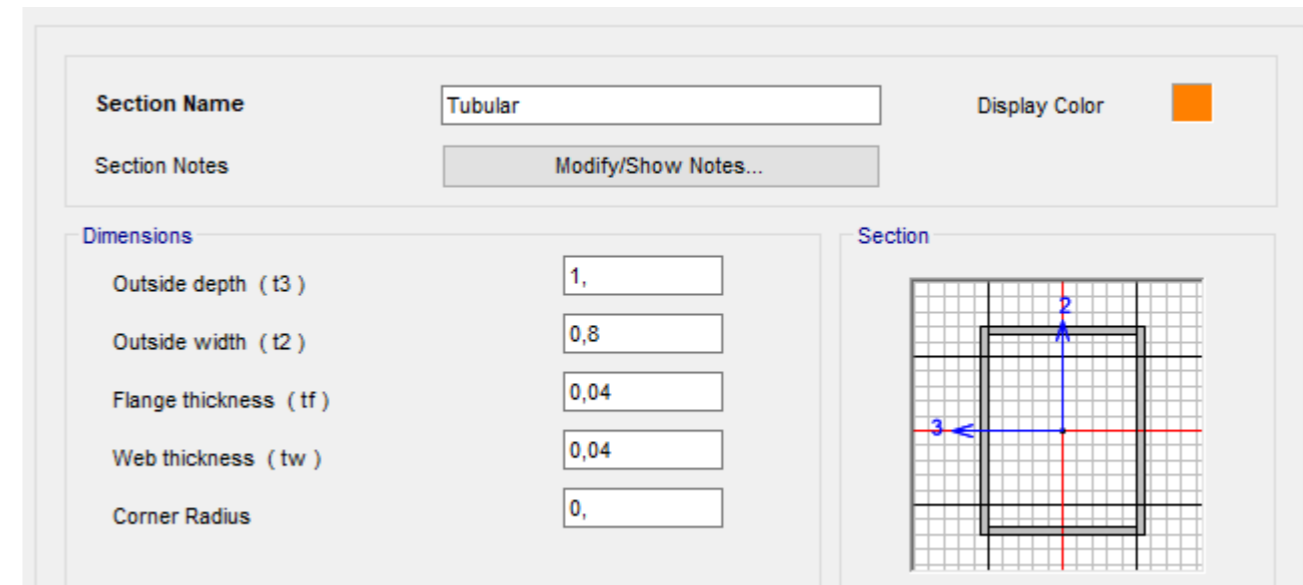 Section Name Tubular Display Color
Section Notes Modify/Show Notes...
Dimensions
Outside depth ( t3 ) 1,
Outside width ( t2 ) 0,8
Flange thickness ( tf ) 0,04
Web thickness ( tw ) 0,04
Corner Radius 0,
Section
2
3